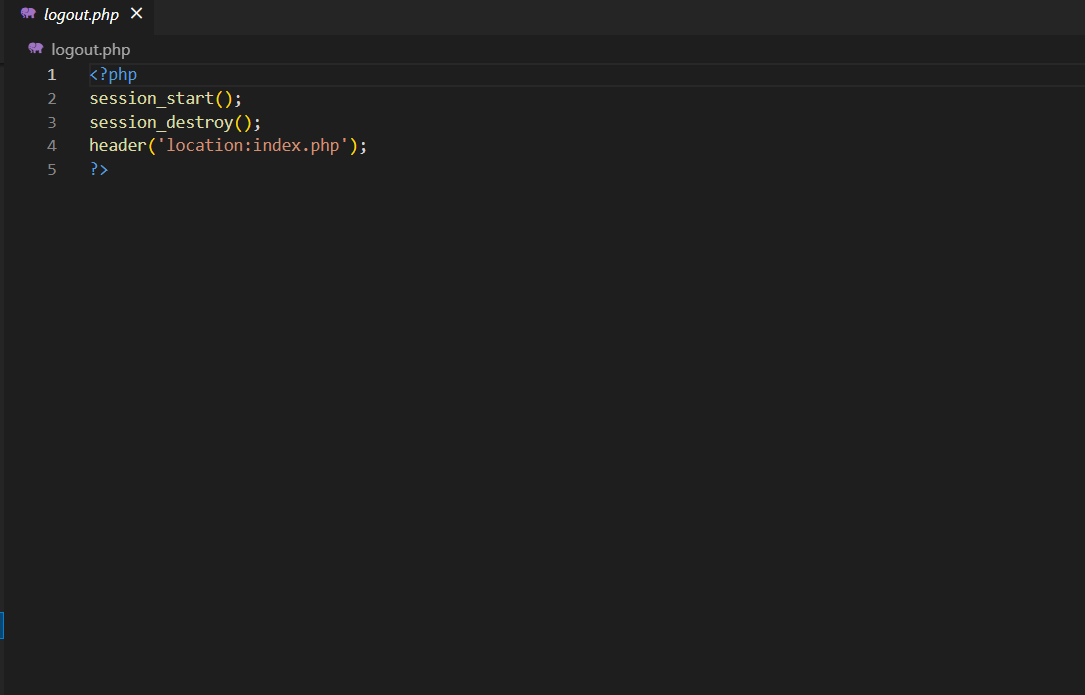 logout.php
logout.php
1 <?php
2 session_start();
3 session_destroy();
4 header('location:index.php');
5 ?>